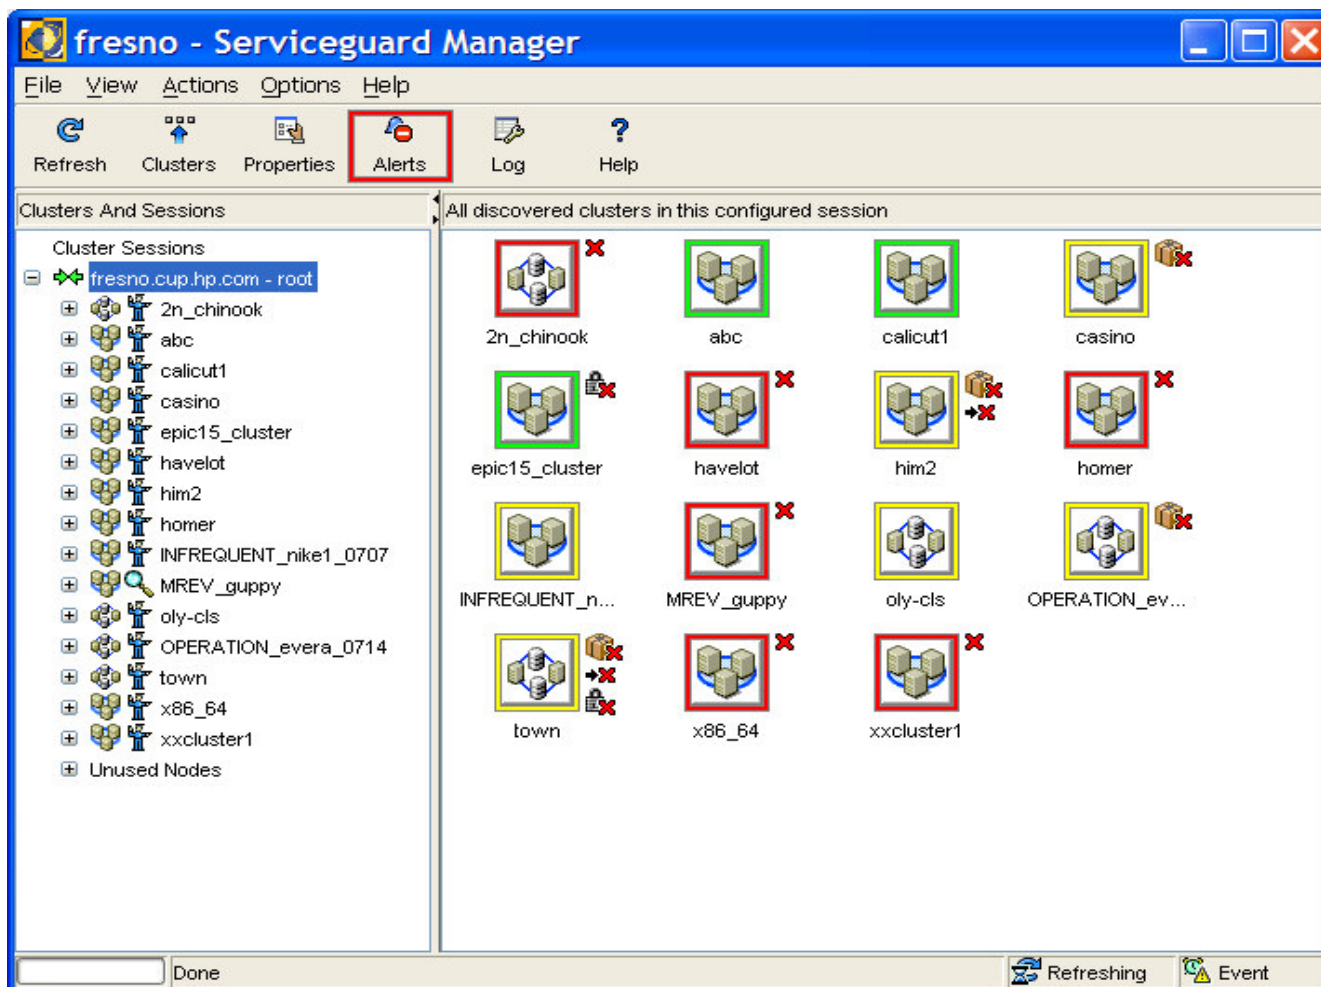 fresno - Serviceguard Manager
File View Actions Options Help
Refresh Clusters Properties Alerts Log Help
Clusters And Sessions
All discovered clusters in this configured session
Cluster Sessions
fresno.cup.hp.com - root
2n_chinook
abc
calicut1
casino
epic15_cluster
havelot
him2
homer
INFREQUENT_nike1_0707
MREV_guppy
oly-cls
OPERATION_evera_0714
town
x86_64
xxcluster1
Unused Nodes
2n_chinook abc calicut1 casino
epic15_cluster havelot him2 homer
INFREQUENT_n... MREV_guppy oly-cls OPERATION_ev...
town x86_64 xxcluster1
Done
Refreshing
Event